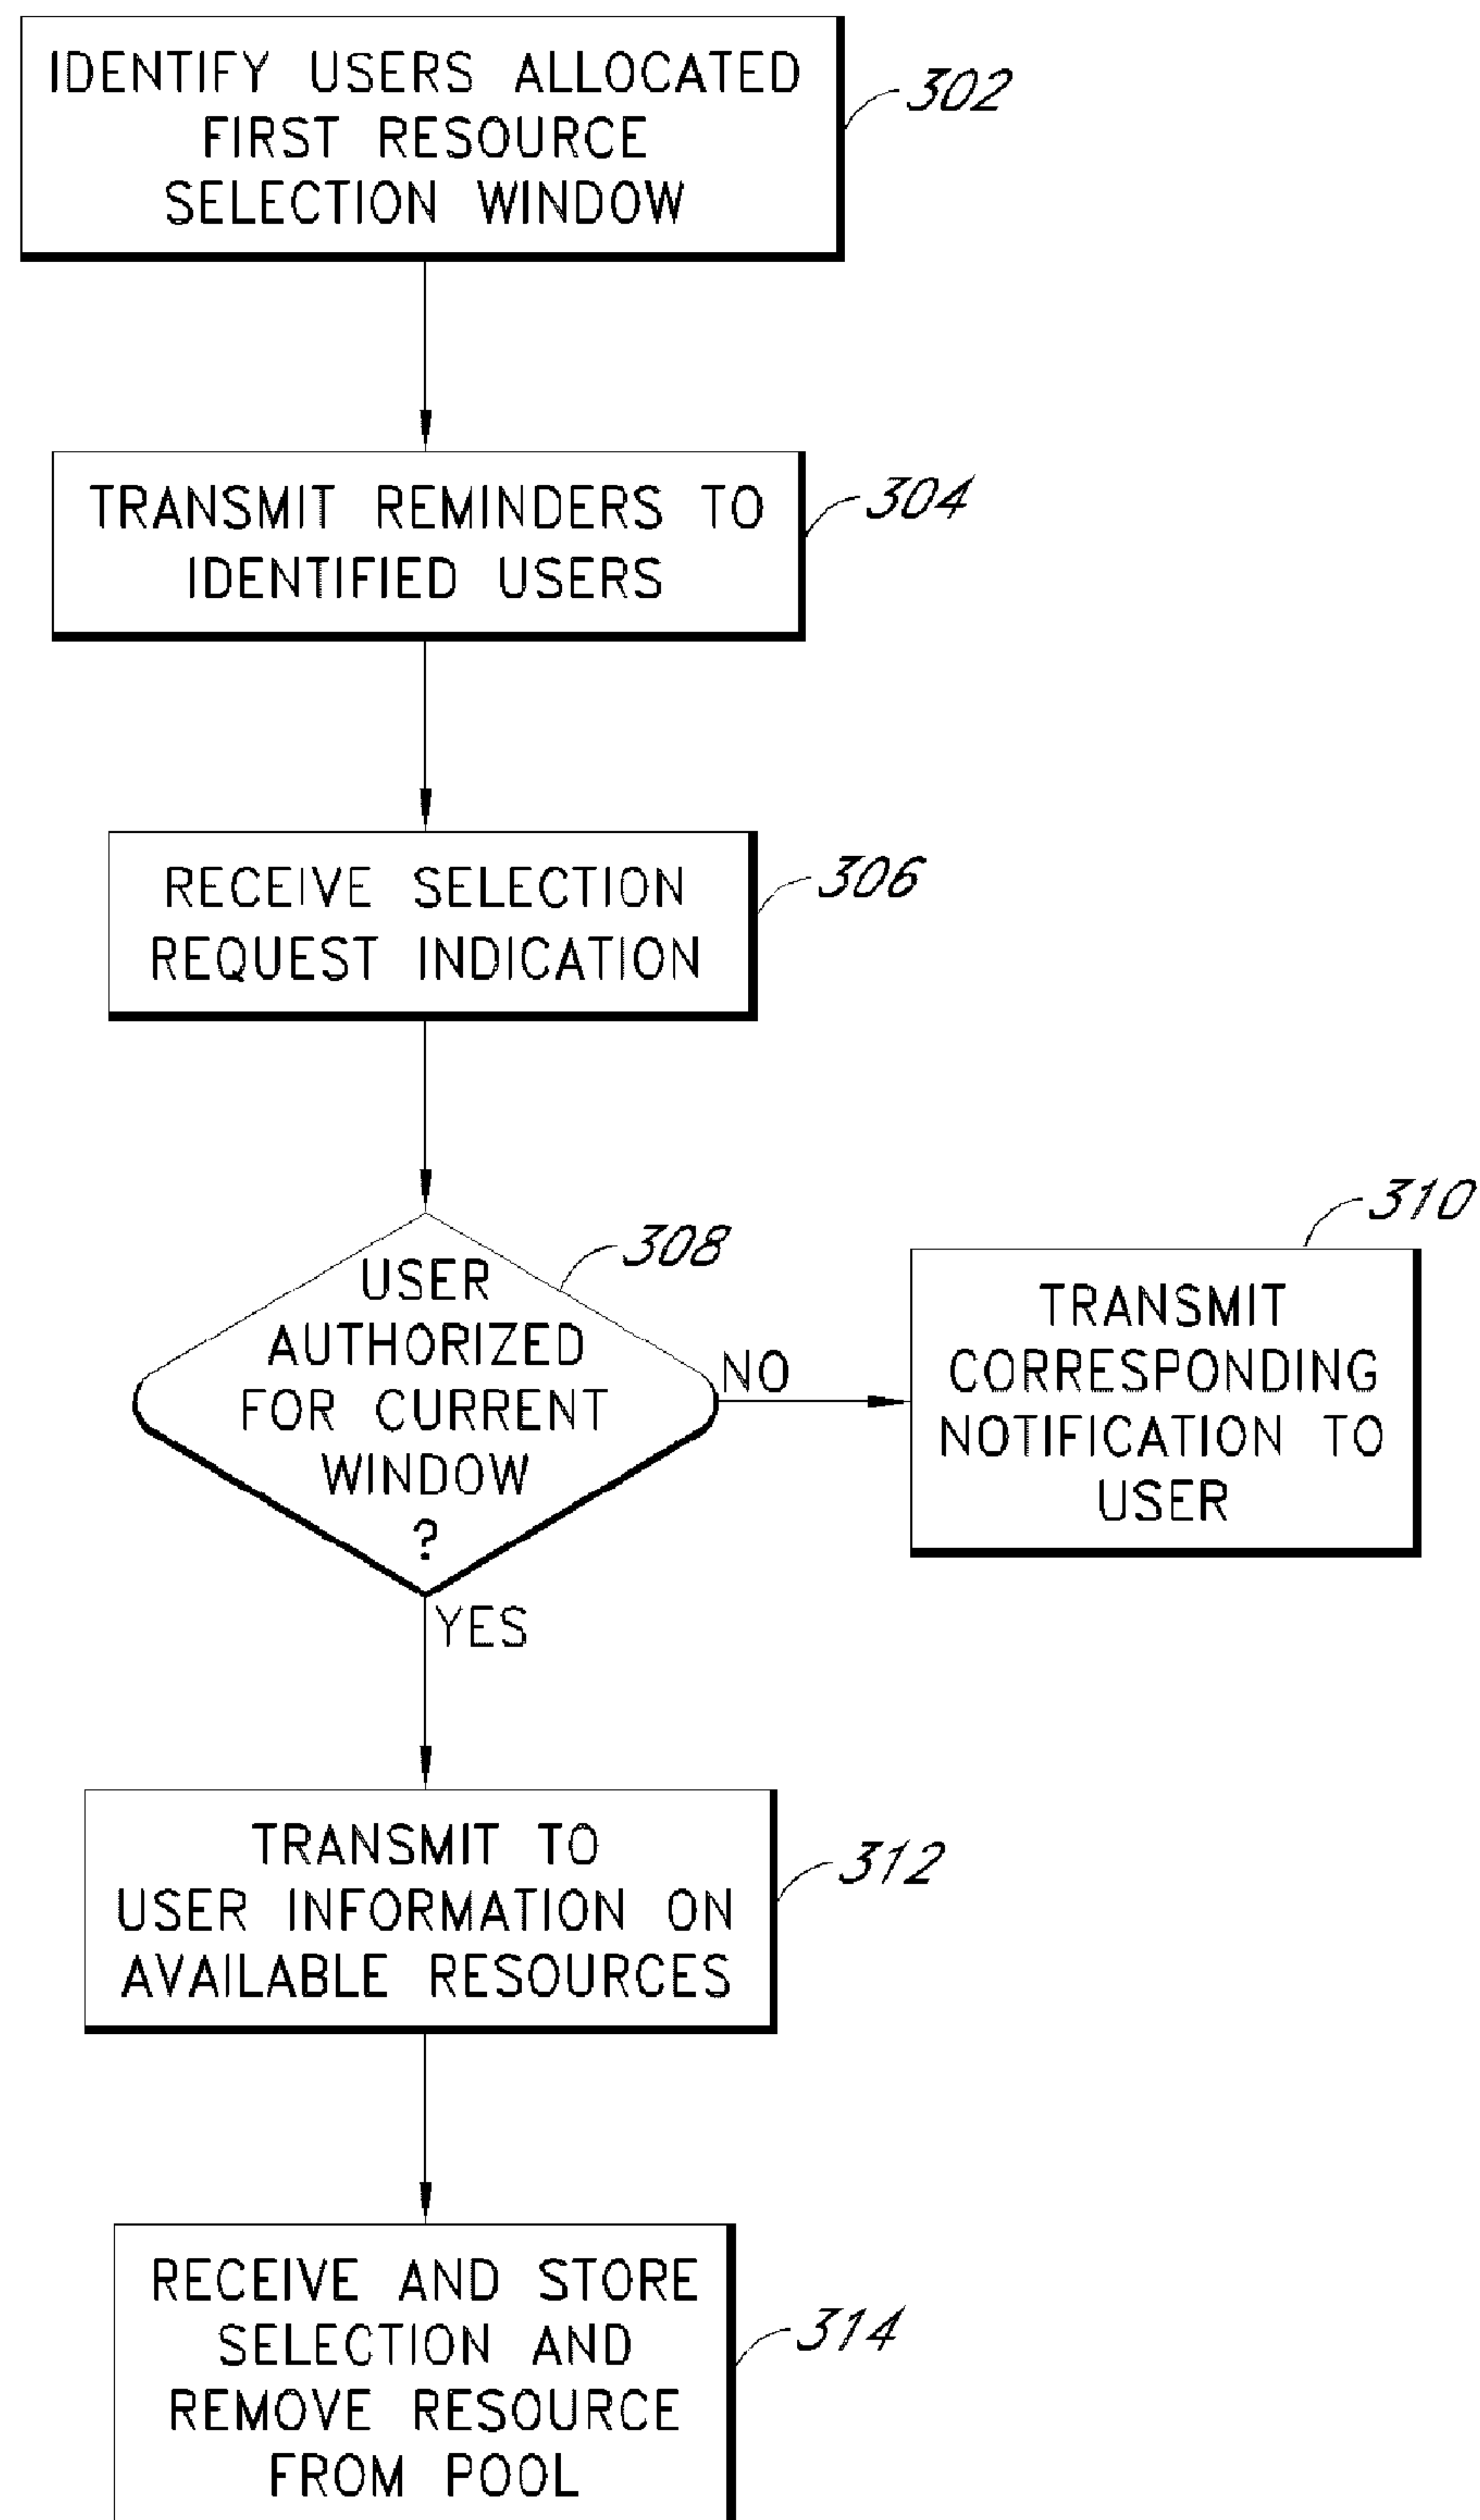 IDENTIFY USERS ALLOCATED
FIRST RESOURCE
SELECTION WINDOW
302
TRANSMIT REMINDERS TO
IDENTIFIED USERS
304
RECEIVE SELECTION
REQUEST INDICATION
306
USER
AUTHORIZED
FOR CURRENT
WINDOW
?
308
NO
310
TRANSMIT
CORRESPONDING
NOTIFICATION TO
USER
YES
TRANSMIT TO
USER INFORMATION ON
AVAILABLE RESOURCES
312
RECEIVE AND STORE
SELECTION AND
REMOVE RESOURCE
FROM POOL
314